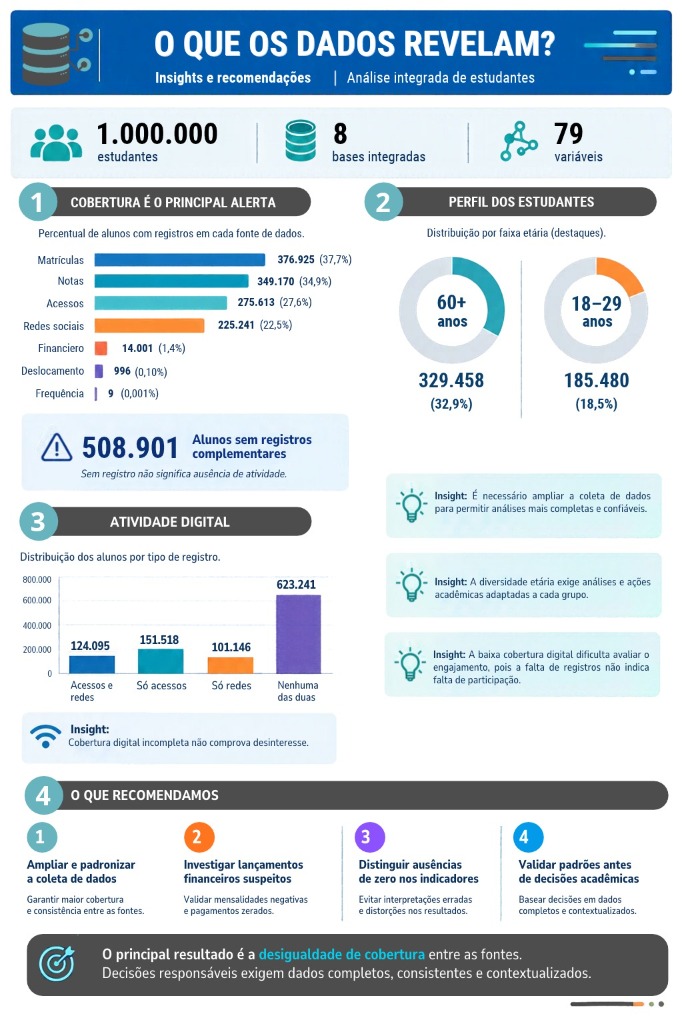 O QUE OS DADOS REVELAM?
Insights e recomendações | Análise integrada de estudantes
1.000.000
estudantes
8
bases integradas
79
variáveis
1 COBERTURA É O PRINCIPAL ALERTA
Percentual de alunos com registros em cada fonte de dados.
Matrículas 376.925 (37,7%)
Notas 349.170 (34,9%)
Acessos 275.613 (27,6%)
Redes sociais 225.241 (22,5%)
Financiero 14.001 (1,4%)
Deslocamento 996 (0,10%)
Frequência 9 (0,001%)
508.901 Alunos sem registros
complementares
Sem registro não significa ausência de atividade.
2 PERFIL DOS ESTUDANTES
Distribuição por faixa etária (destaques).
60+
anos
329.458
(32,9%)
18–29
anos
185.480
(18,5%)
Insight: É necessário ampliar a coleta de dados
para permitir análises mais completas e confiáveis.
Insight: A diversidade etária exige análises e ações
acadêmicas adaptadas a cada grupo.
Insight: A baixa cobertura digital dificulta avaliar o
engajamento, pois a falta de registros não indica
falta de participação.
3 ATIVIDADE DIGITAL
Distribuição dos alunos por tipo de registro.
800.000
600.000
400.000
200.000
0
124.095
151.518
101.146
623.241
Acessos e
redes
Só acessos
Só redes
Nenhuma
das duas
Insight:
Cobertura digital incompleta não comprova desinteresse.
4 O QUE RECOMENDAMOS
1
Ampliar e padronizar
a coleta de dados
Garantir maior cobertura
e consistência entre as fontes.
2
Investigar lançamentos
financeiros suspeitos
Validar mensalidades negativas
e pagamentos zerados.
3
Distinguir ausências
de zero nos indicadores
Evitar interpretações erradas
e distorções nos resultados.
4
Validar padrões antes
de decisões acadêmicas
Basear decisões em dados
completos e contextualizados.
O principal resultado é a desigualdade de cobertura entre as fontes.
Decisões responsáveis exigem dados completos, consistentes e contextualizados.